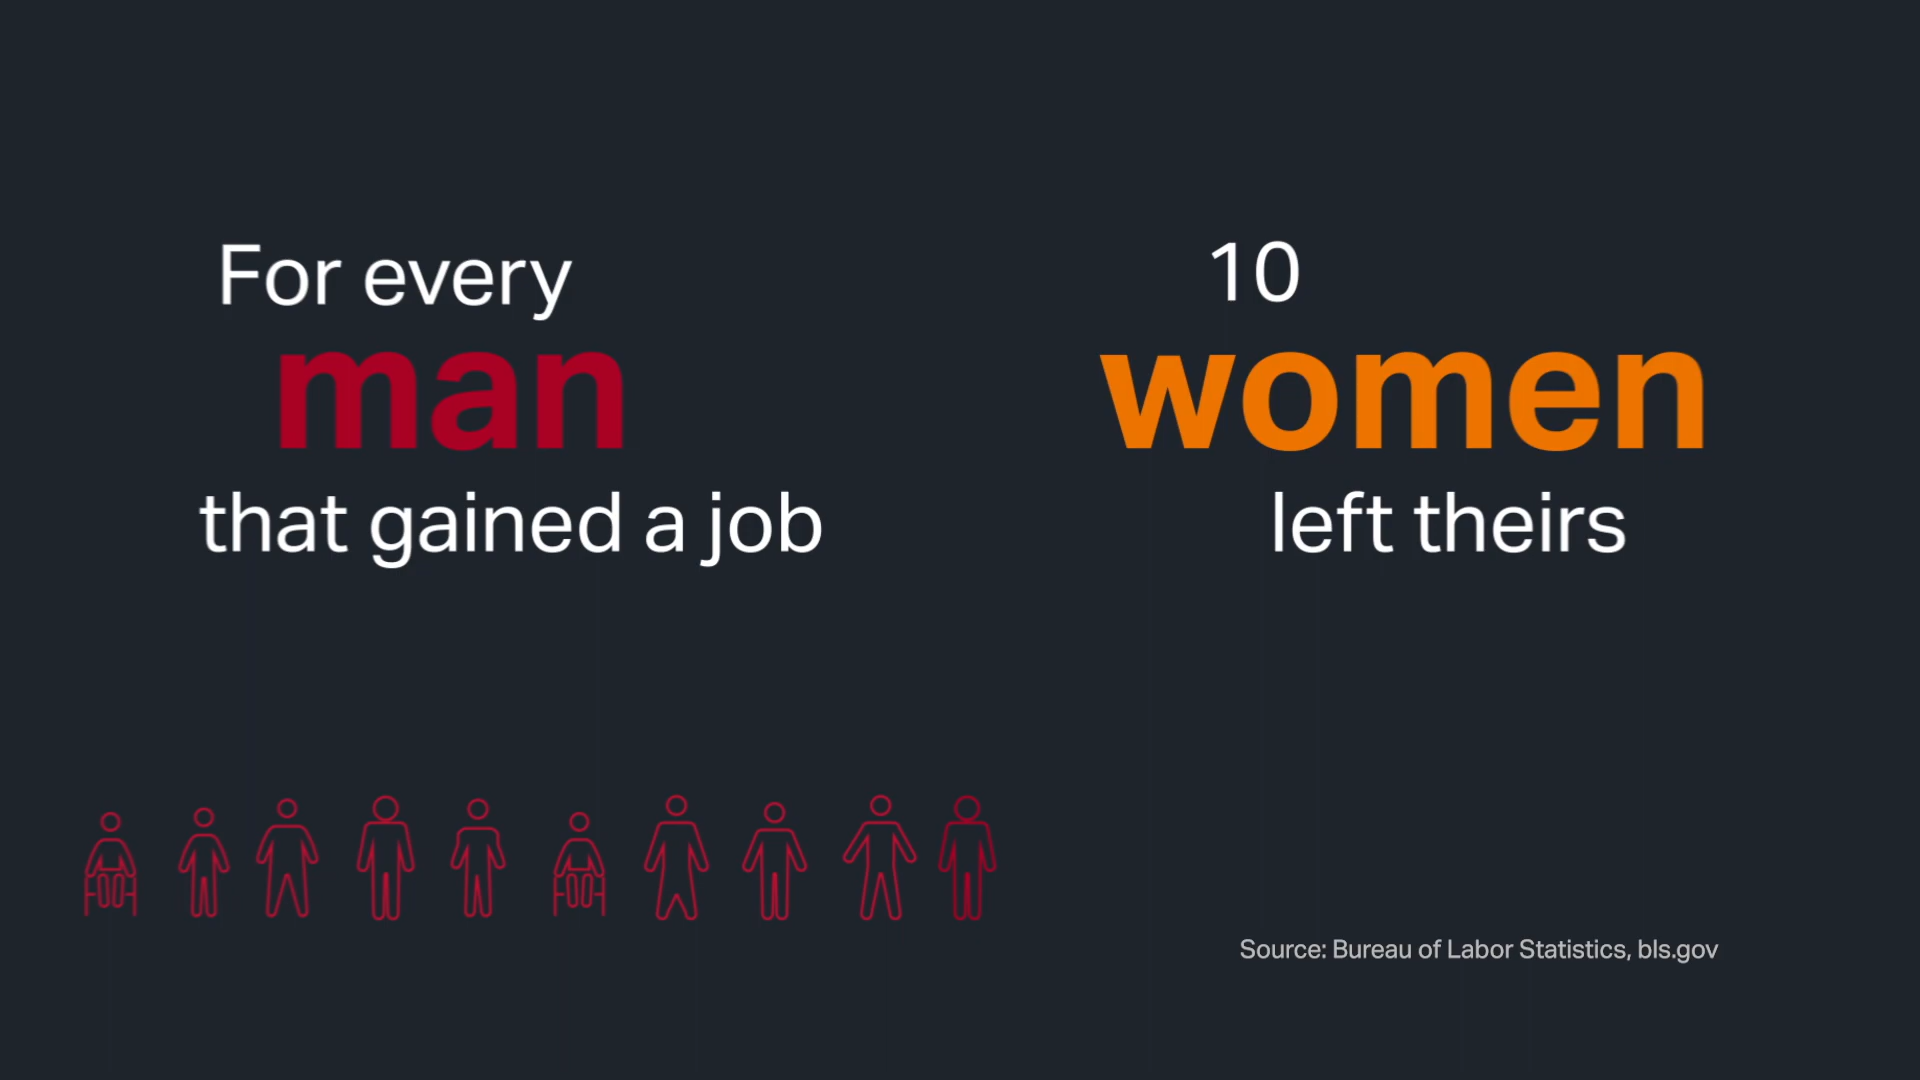 For every
man
that gained a job
10
women
left theirs
Source: Bureau of Labor Statistics, bls.gov